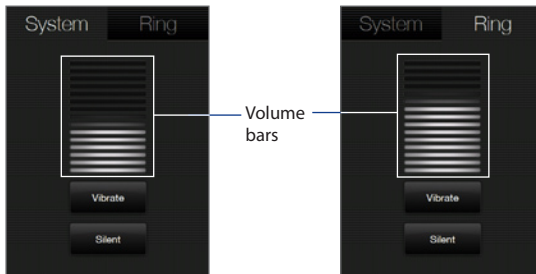 System Ring
Vibrate
Silent
Volume
bars
System Ring
Vibrate
Silent